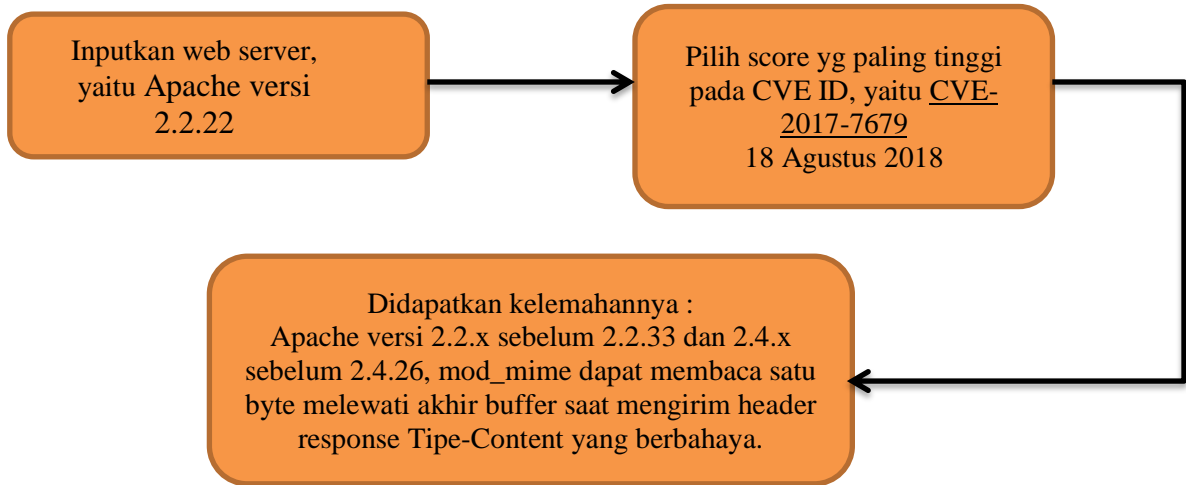 Inputkan web server,
yaitu Apache versi
2.2.22
Pilih score yg paling tinggi
pada CVE ID, yaitu CVE-
2017-7679
18 Agustus 2018
Didapatkan kelemahannya :
Apache versi 2.2.x sebelum 2.2.33 dan 2.4.x
sebelum 2.4.26, mod_mime dapat membaca satu
byte melewati akhir buffer saat mengirim header
response Tipe-Content yang berbahaya.